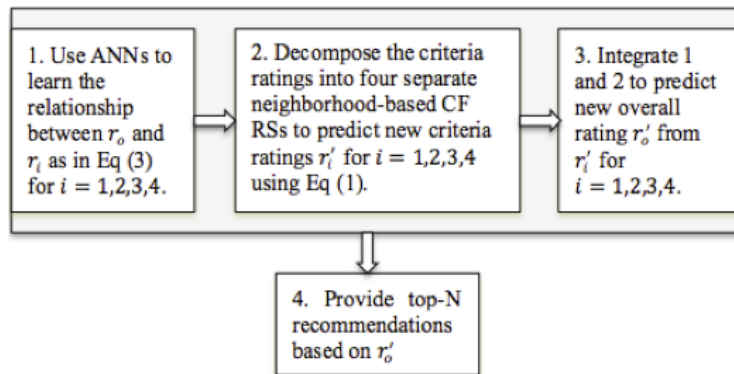 1. Use ANNs to
learn the
relationship
between r_o and
r_i as in Eq (3)
for i = 1,2,3,4.
2. Decompose the criteria
ratings into four separate
neighborhood-based CF
RSs to predict new criteria
ratings r_i′ for i = 1,2,3,4
using Eq (1).
3. Integrate 1
and 2 to predict
new overall
rating r_o′ from
r_i′ for
i = 1,2,3,4.
4. Provide top-N
recommendations
based on r_o′